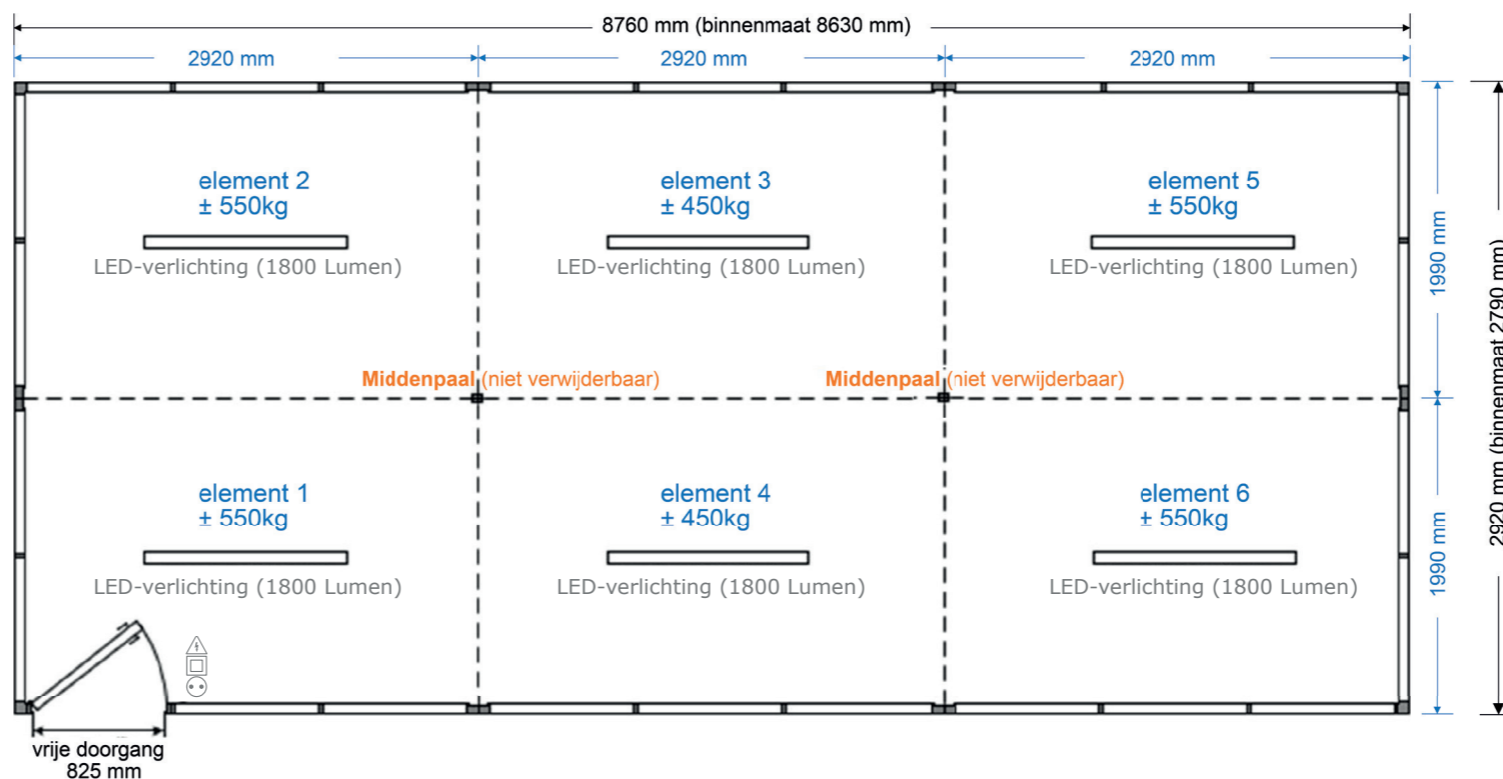 8760 mm (binnenmaat 8630 mm)
2920 mm
2920 mm
2920 mm
element 2
± 550kg
LED-verlichting (1800 Lumen)
element 3
± 450kg
LED-verlichting (1800 Lumen)
element 5
± 550kg
LED-verlichting (1800 Lumen)
1990 mm
2920 mm (binnenmaat 2790 mm)
Middenpaal (niet verwijderbaar)
Middenpaal (niet verwijderbaar)
element 1
± 550kg
LED-verlichting (1800 Lumen)
element 4
± 450kg
LED-verlichting (1800 Lumen)
element 6
± 550kg
LED-verlichting (1800 Lumen)
1990 mm
vrije doorgang
825 mm